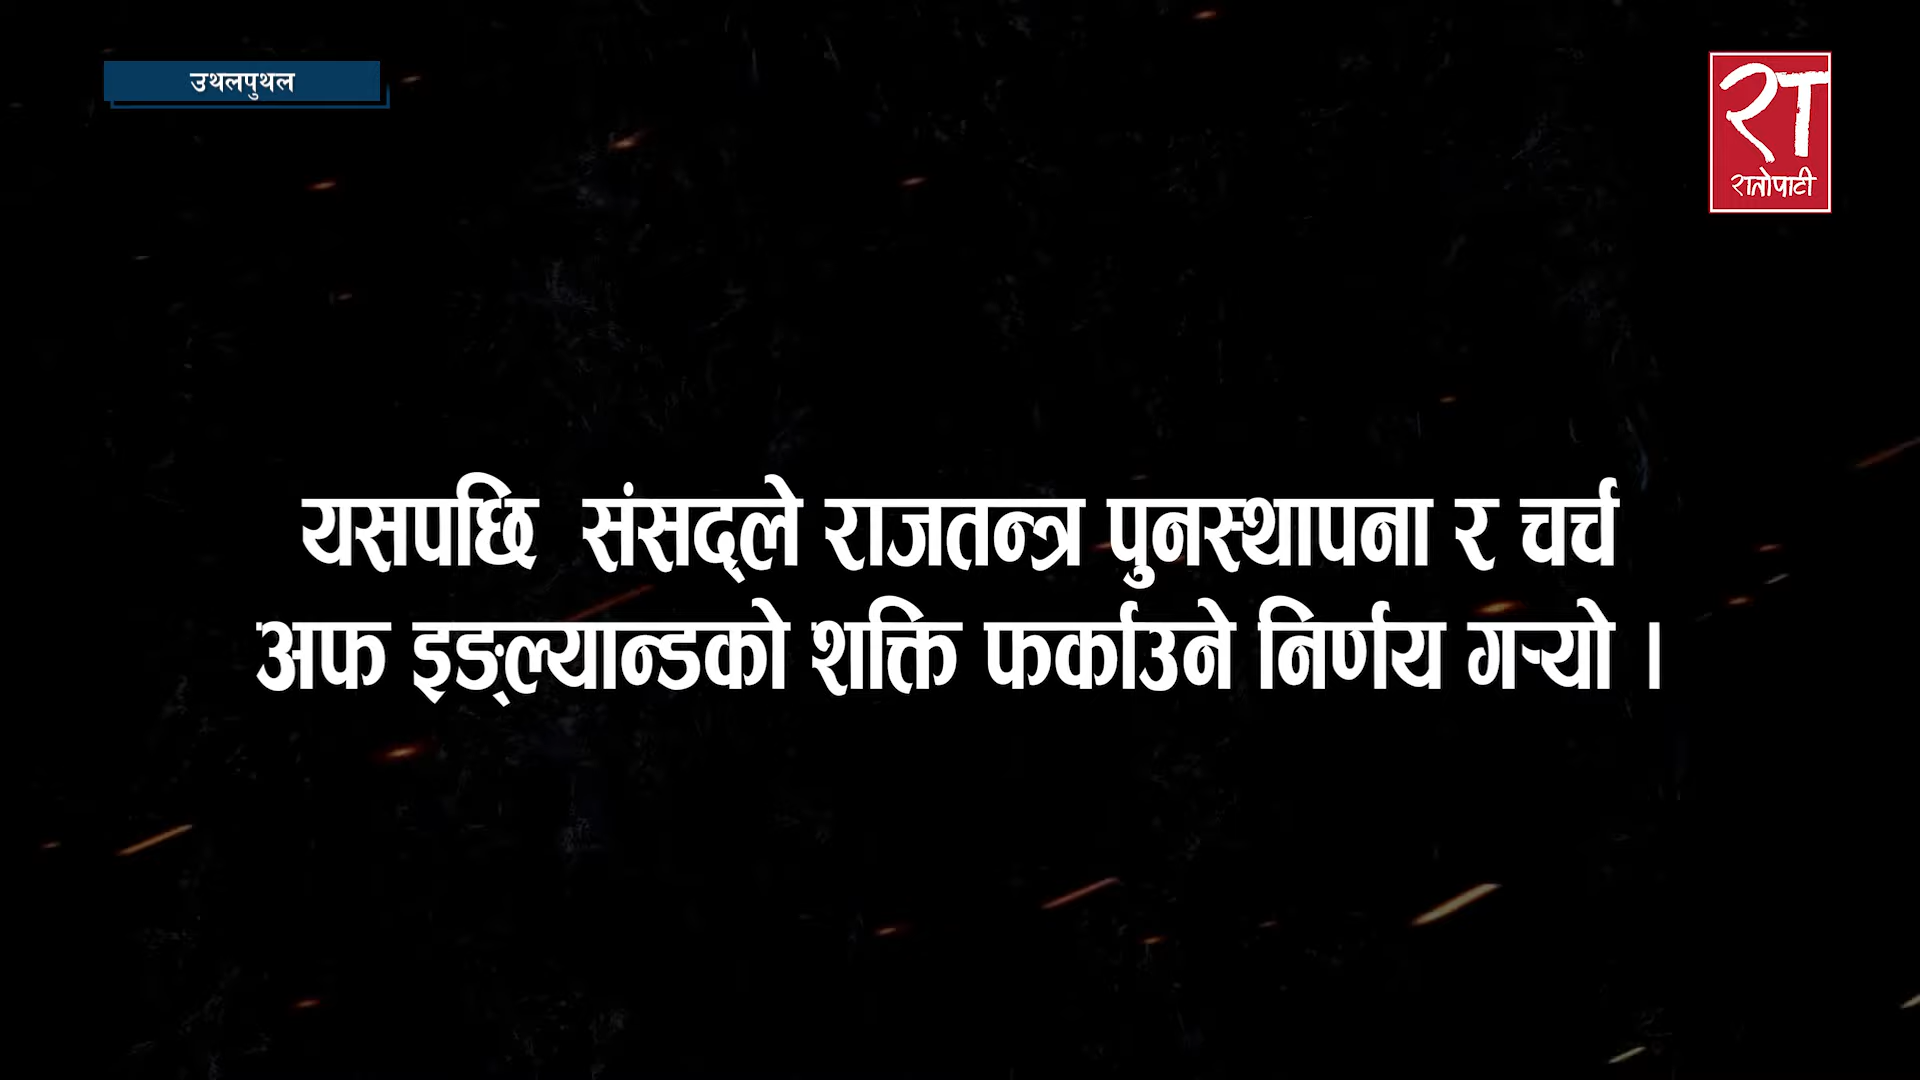 उथलपुथल
रा
रातोपाटी
यसपछि संसद्ले राजतन्त्र पुनस्थापना र चर्च
अफ इङ्ल्यान्डको शक्ति फर्काउने निर्णय गर्‍यो ।